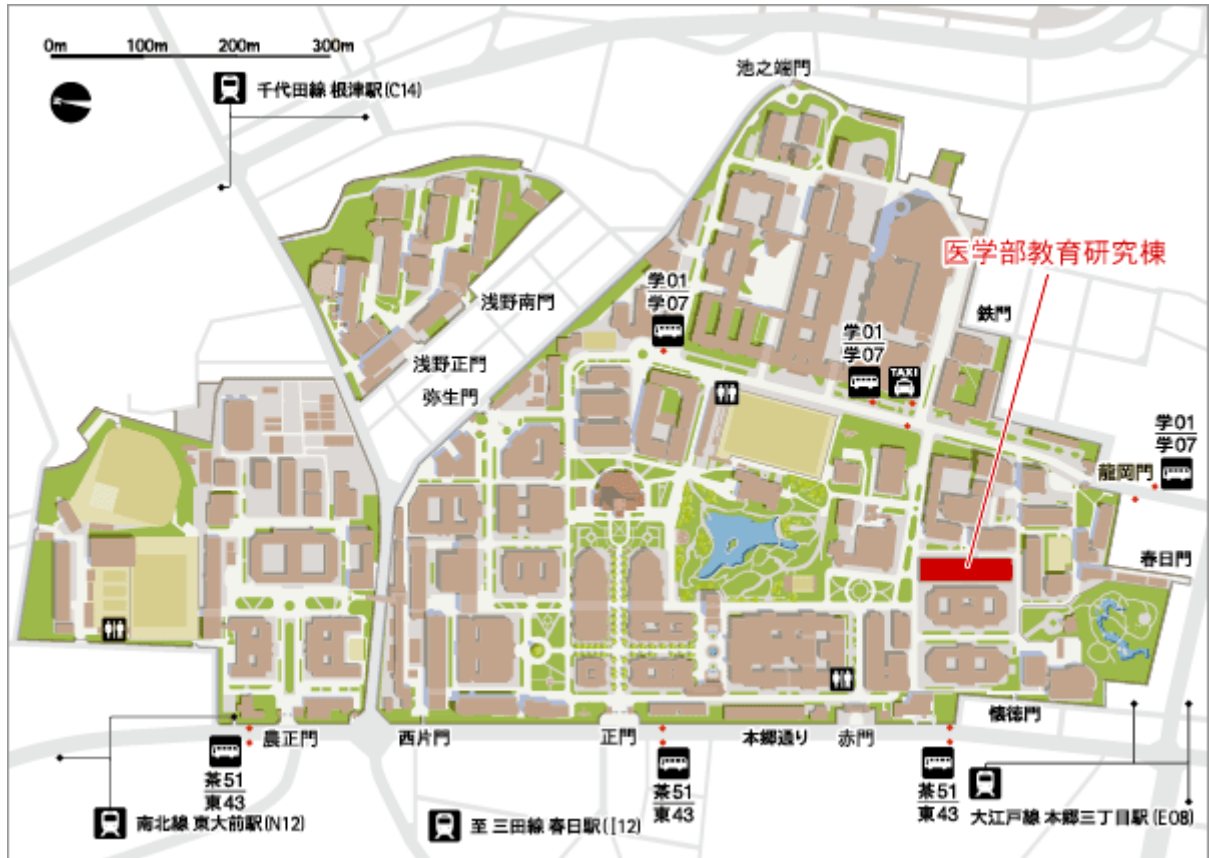 0m 100m 200m 300m
千代田線 根津駅(C14)
池之端門
医学部教育研究棟
学01
学07
浅野南門
鉄門
学01
学07
TAXI
浅野正門
弥生門
学01
学07
龍岡門
春日門
懐徳門
農正門
西片門
正門
本郷通り
赤門
茶51
東43
茶51
東43
茶51
東43
南北線 東大前駅(N12)
至 三田線 春日駅(I12)
大江戸線 本郷三丁目駅(E08)